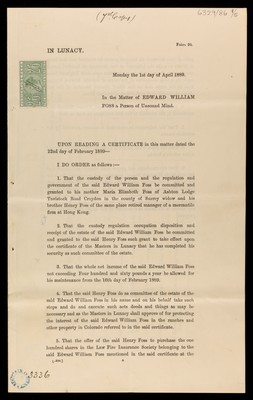 IN LUNACY.
Monday the 1st day of April 1889.
In the Matter of EDWARD WILLIAM
FOSS a Person of Unsound Mind.
UPON READING A CERTIFICATE in this matter dated the
22nd day of February 1889—
I DO ORDER as follows :—
1. That the custody of the person and the regulation and
government of the said Edward William Foss be committed and
granted to his mother Maria Elizabeth Foss of Ashton Lodge
Tavistock Road Croydon in the county of Surrey widow and his
brother Henry Foss of the same place retired manager of a mercantile
firm at Hong Kong.
2. That the custody regulation occupation disposition and
receipt of the estate of the said Edward William Foss be committed
and granted to the said Henry Foss such grant to take effect upon
the certificate of the Masters in Lunacy that he has completed his
security as such committee of the estate.
3. That the whole net income of the said Edward William Foss
not exceeding Four hundred and sixty pounds a year be allowed for
his maintenance from the 16th day of February 1889.
4. That the said Henry Foss do as committee of the estate of the
said Edward William Foss in his name and on his behalf take such
steps and do and execute such acts deeds and things as may be
necessary and as the Masters in Lunacy shall approve of for protecting
the interest of the said Edward William Foss in the ranches and
other property in Colorado referred to in the said certificate.
5. That the offer of the said Henry Foss to purchase the one
hundred shares in the Law Fire Insurance Society belonging to the
said Edward William Foss mentioned in the said certificate at the
3336